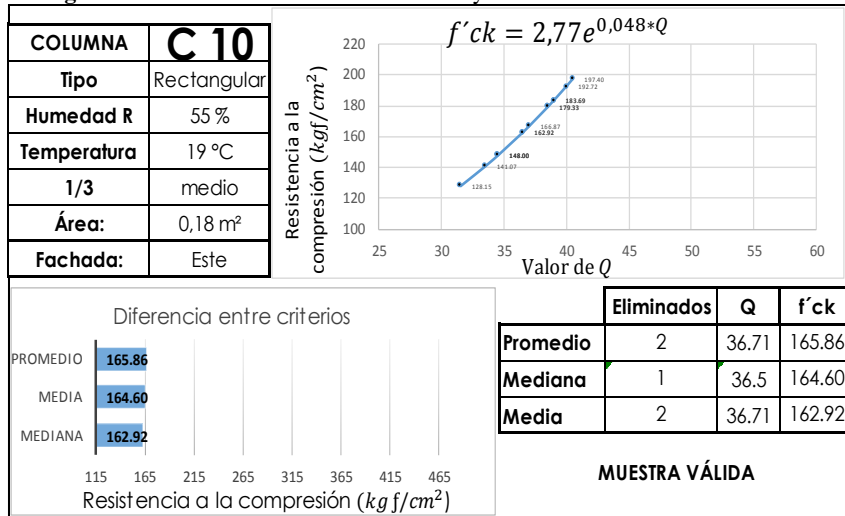 COLUMNA C 10
Tipo Rectangular
Humedad R 55 %
Temperatura 19 °C
1/3 medio
Área: 0,18 m²
Fachada: Este
f´ck = 2,77e^{0,048*Q}
Resistencia a la
compresión (kgf/cm²)
220
200
180
160
140
120
100
197.40
192.72
183.69
179.33
166.87
162.92
148.00
141.07
128.15
25 30 35 40 45 50 55 60
Valor de Q
Diferencia entre criterios
PROMEDIO 165.86
MEDIA 164.60
MEDIANA 162.92
115 165 215 265 315 365 415 465
Resistencia a la compresión (kg f/cm²)
Eliminados Q f´ck
Promedio 2 36.71 165.86
Mediana 1 36.5 164.60
Media 2 36.71 162.92
MUESTRA VÁLIDA